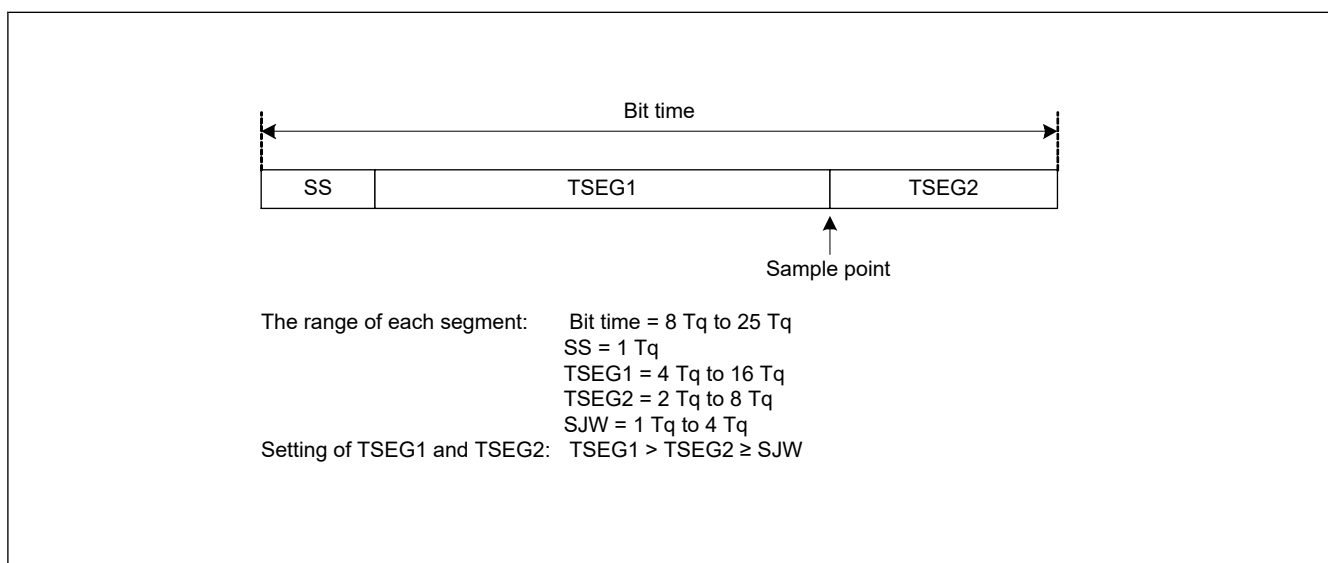 Bit time
SS TSEG1 TSEG2
Sample point
The range of each segment: Bit time = 8 Tq to 25 Tq
SS = 1 Tq
TSEG1 = 4 Tq to 16 Tq
TSEG2 = 2 Tq to 8 Tq
SJW = 1 Tq to 4 Tq
Setting of TSEG1 and TSEG2: TSEG1 > TSEG2 ≥ SJW